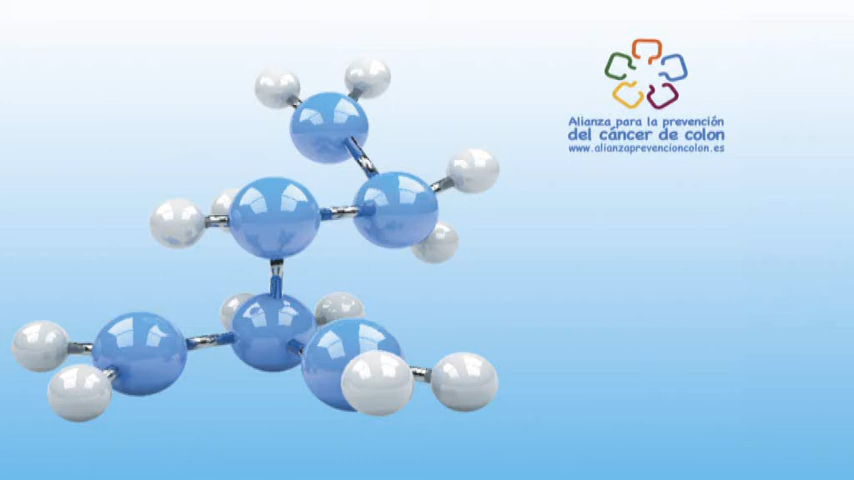 Alianza para la prevención
del cáncer de colon
www.alianzaprevencioncolon.es